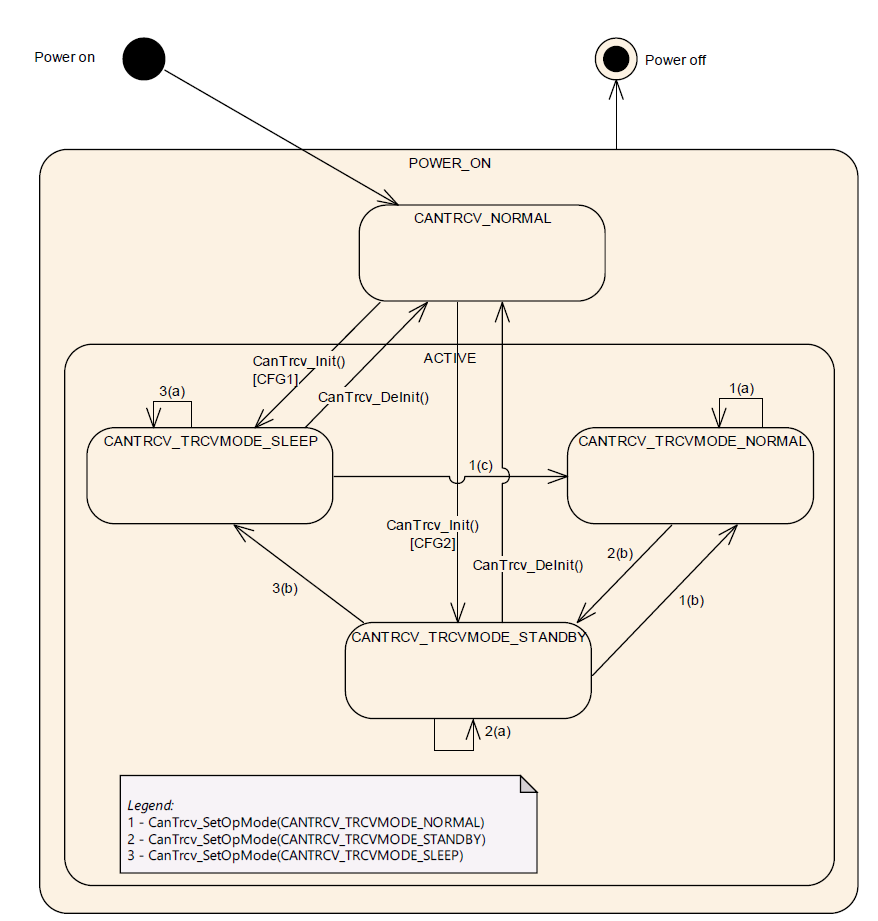 Power on
Power off
POWER_ON
CANTRCV_NORMAL
CanTrcv_Init()
[CFG1]
ACTIVE
CanTrcv_DeInit()
3(a)
1(a)
CANTRCV_TRCVMODE_SLEEP
CANTRCV_TRCVMODE_NORMAL
1(c)
CanTrcv_Init()
[CFG2]
CanTrcv_DeInit()
2(b)
3(b)
1(b)
CANTRCV_TRCVMODE_STANDBY
2(a)
Legend:
1 - CanTrcv_SetOpMode(CANTRCV_TRCVMODE_NORMAL)
2 - CanTrcv_SetOpMode(CANTRCV_TRCVMODE_STANDBY)
3 - CanTrcv_SetOpMode(CANTRCV_TRCVMODE_SLEEP)